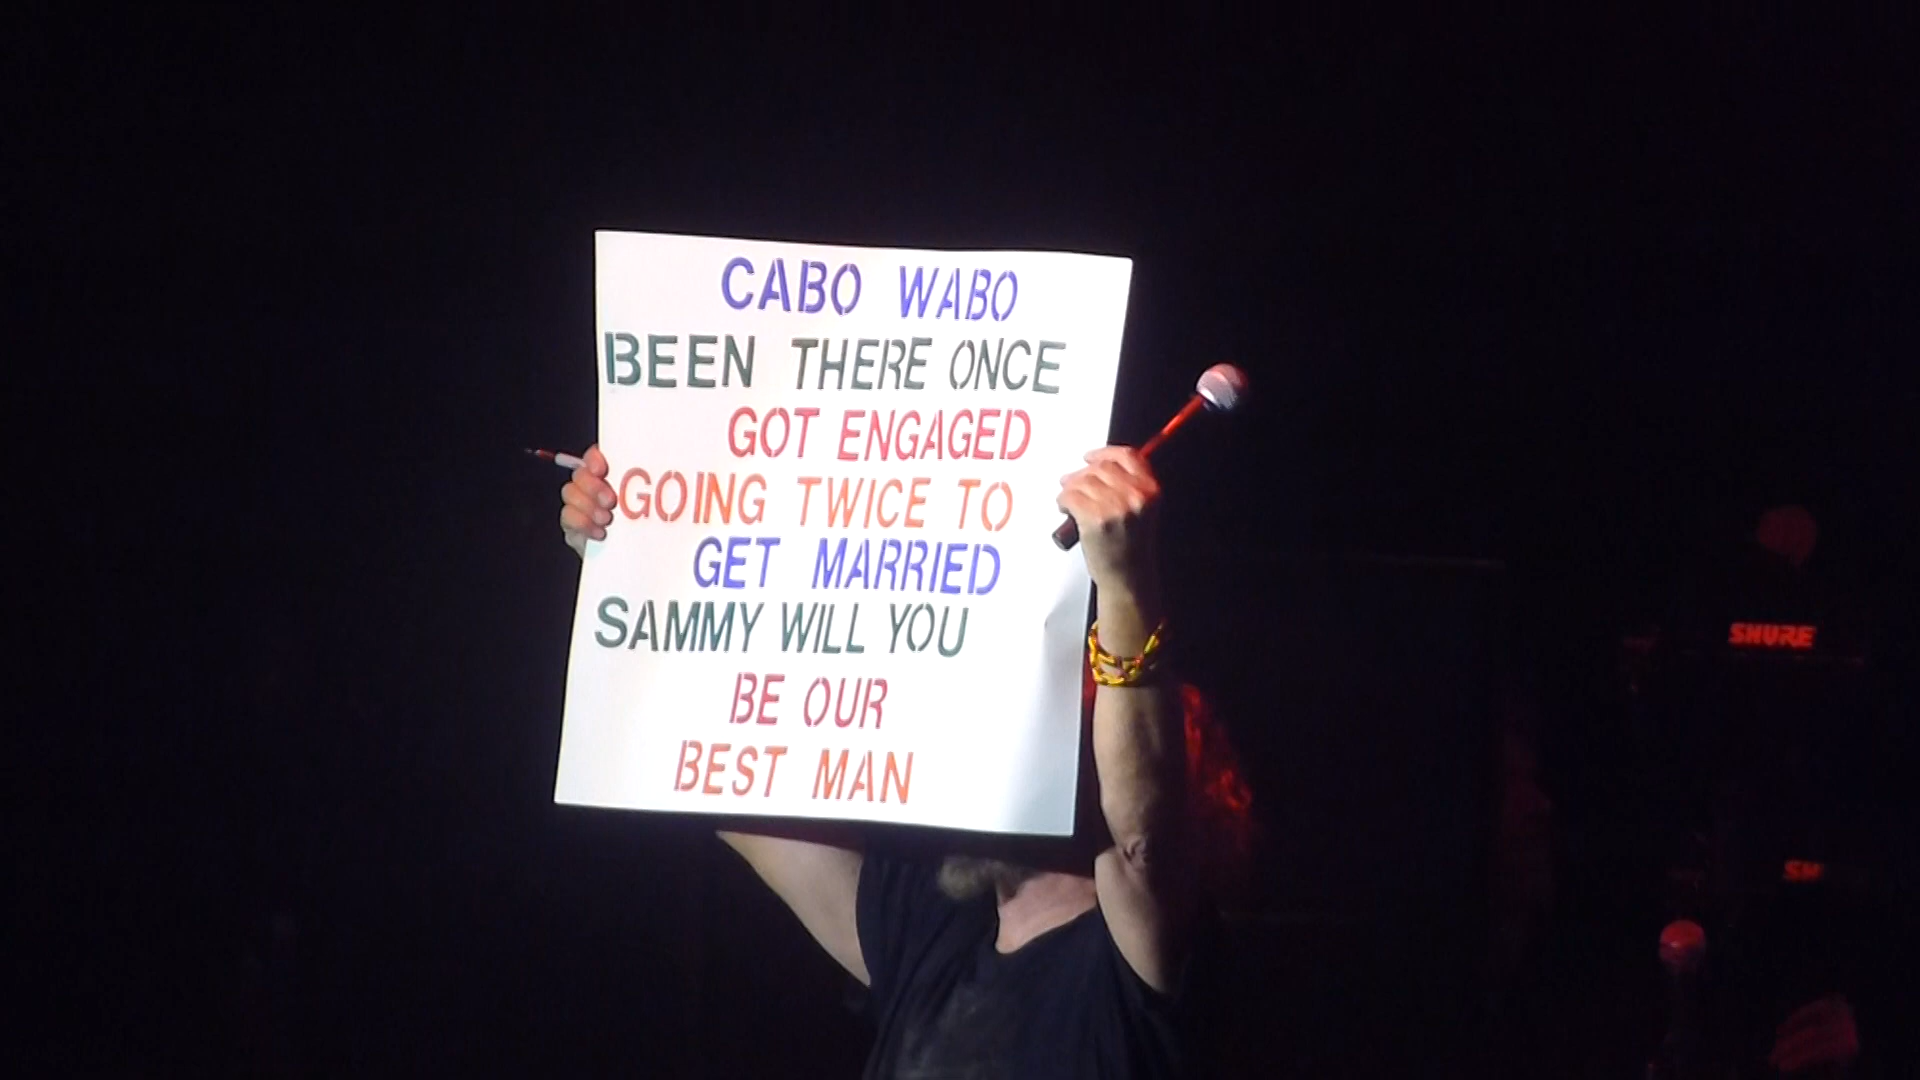 CABO WABO
BEEN THERE ONCE
GOT ENGAGED
GOING TWICE TO
GET MARRIED
SAMMY WILL YOU
BE OUR
BEST MAN
SHURE